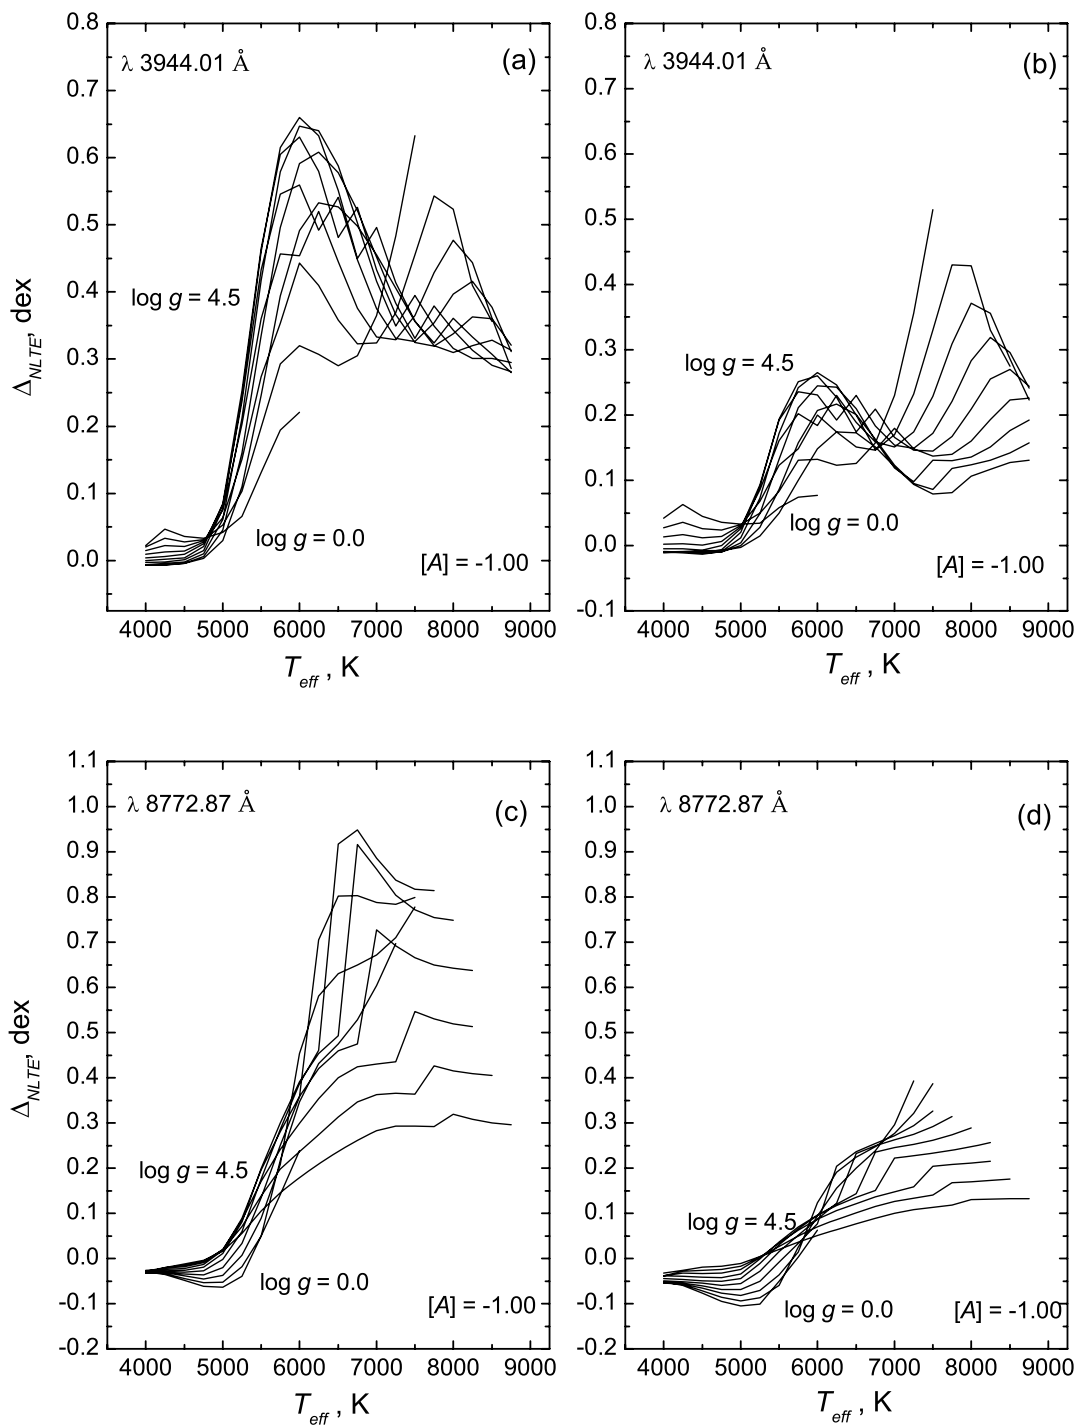 λ 3944.01 Å
(a)
0.8
0.7
0.6
0.5
0.4
0.3
0.2
0.1
0.0
Δ_NLTE, dex
log g = 4.5
log g = 0.0
[A] = -1.00
4000 5000 6000 7000 8000 9000
T_eff , K
λ 3944.01 Å
(b)
0.8
0.7
0.6
0.5
0.4
0.3
0.2
0.1
0.0
-0.1
log g = 4.5
log g = 0.0
[A] = -1.00
4000 5000 6000 7000 8000 9000
T_eff , K
λ 8772.87 Å
(c)
1.1
1.0
0.9
0.8
0.7
0.6
0.5
0.4
0.3
0.2
0.1
0.0
-0.1
-0.2
Δ_NLTE, dex
log g = 4.5
log g = 0.0
[A] = -1.00
4000 5000 6000 7000 8000 9000
T_eff , K
λ 8772.87 Å
(d)
1.1
1.0
0.9
0.8
0.7
0.6
0.5
0.4
0.3
0.2
0.1
0.0
-0.1
-0.2
log g = 4.5
log g = 0.0
[A] = -1.00
4000 5000 6000 7000 8000 9000
T_eff , K